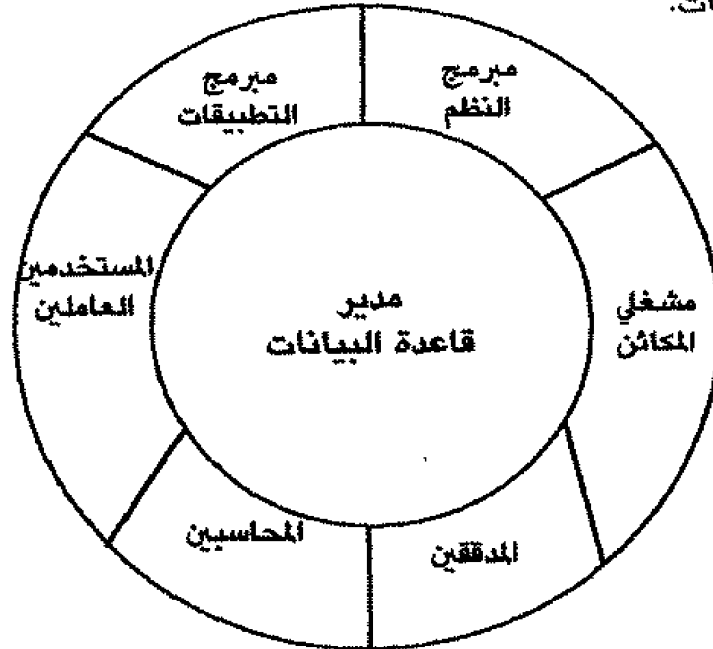 مبرمج
النظم
مبرمج
التطبيقات
مشغلي
المكائن
مدير
قاعدة البيانات
المستخدمين
العاملين
المدققين
المحاسبين